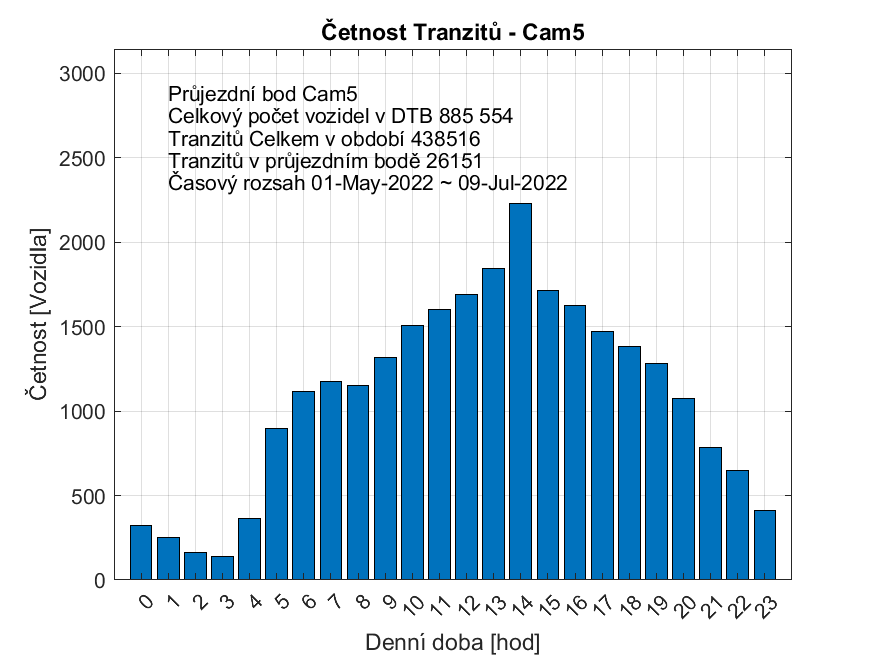 Četnost Tranzitů - Cam5
3000
2500
2000
1500
1000
500
0
Průjezdní bod Cam5
Celkový počet vozidel v DTB 885 554
Tranzitů Celkem v období 438516
Tranzitů v průjezdním bodě 26151
Časový rozsah 01-May-2022 ~ 09-Jul-2022
Četnost [Vozidla]
0 1 2 3 4 5 6 7 8 9 10 11 12 13 14 15 16 17 18 19 20 21 22 23
Denní doba [hod]